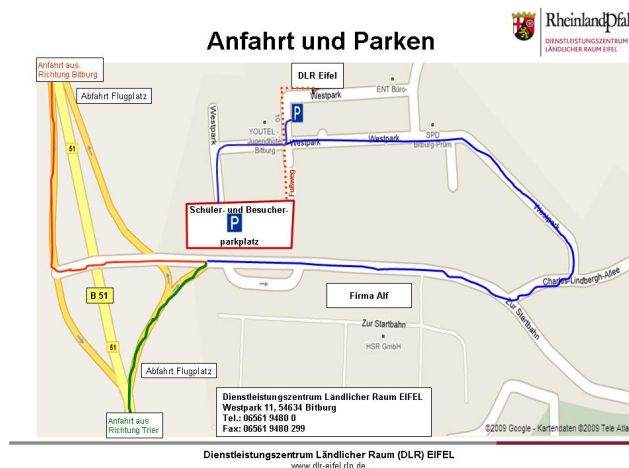 RheinlandPfal
DIENSTLEISTUNGSZENTRUM
LÄNDLICHER RAUM EIFEL
Anfahrt und Parken
Anfahrt aus
Richtung Bitburg
Abfahrt Flugplatz
DLR Eifel
Westpark
ENT Büro
Westpark
10
YOUTEL
Jugendhotel
Bitburg
Westpark
Westpark
SPD
Bitburg-Prüm
51
Fußweg
Schüler- und Besucher-
P
parkplatz
P
Westpark
Charles-Lindbergh-Allee
B 51
Firma Alf
Zur Startbahn
Zur Startbahn
HSR GmbH
51
Abfahrt Flugplatz
Dienstleistungszentrum Ländlicher Raum EIFEL
Westpark 11, 54634 Bitburg
Tel.: 06561 9480 0
Fax: 06561 9480 299
Anfahrt aus
Richtung Trier
©2009 Google - Kartendaten ©2009 Tele Atla
Dienstleistungszentrum Ländlicher Raum (DLR) EIFEL
www.dlr-eifel.rlp.de